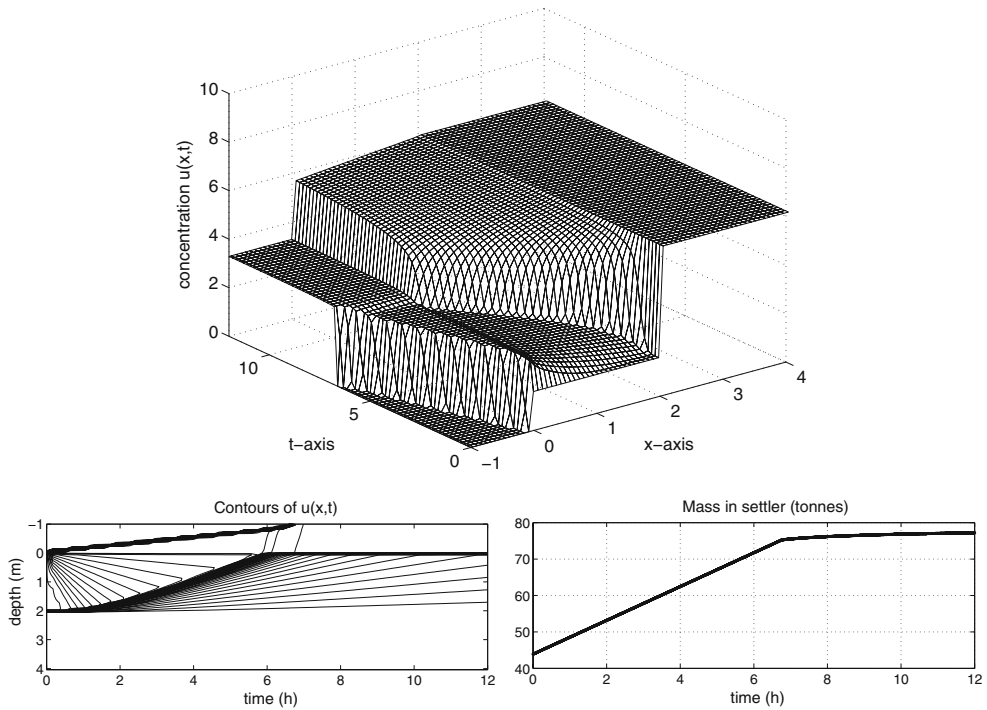 10
8
6
4
2
0
concentration u(x,t)
10
5
0
t−axis
−1
0
1
2
3
4
x−axis
Contours of u(x,t)
−1
0
1
2
3
4
depth (m)
0 2 4 6 8 10 12
time (h)
Mass in settler (tonnes)
80
70
60
50
40
0 2 4 6 8 10 12
time (h)